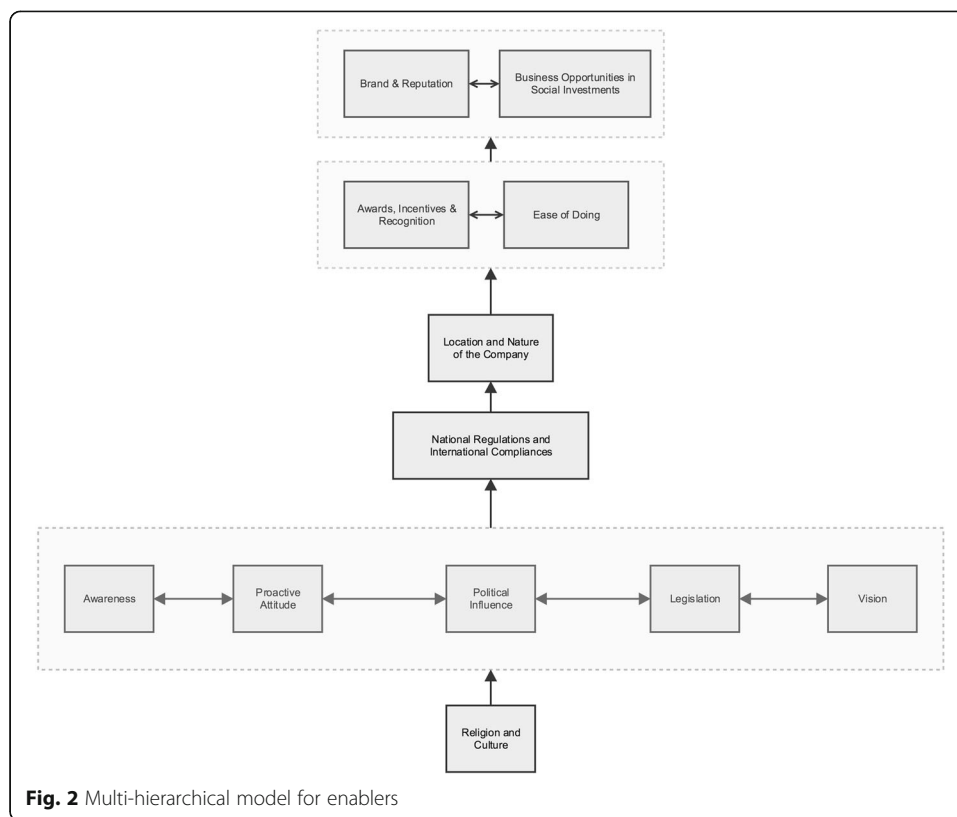 Brand & Reputation
Business Opportunities in
Social Investments
Awards, Incentives &
Recognition
Ease of Doing
Location and Nature
of the Company
National Regulations and
International Compliances
Awareness
Proactive
Attitude
Political
Influence
Legislation
Vision
Religion and
Culture
Fig. 2 Multi-hierarchical model for enablers